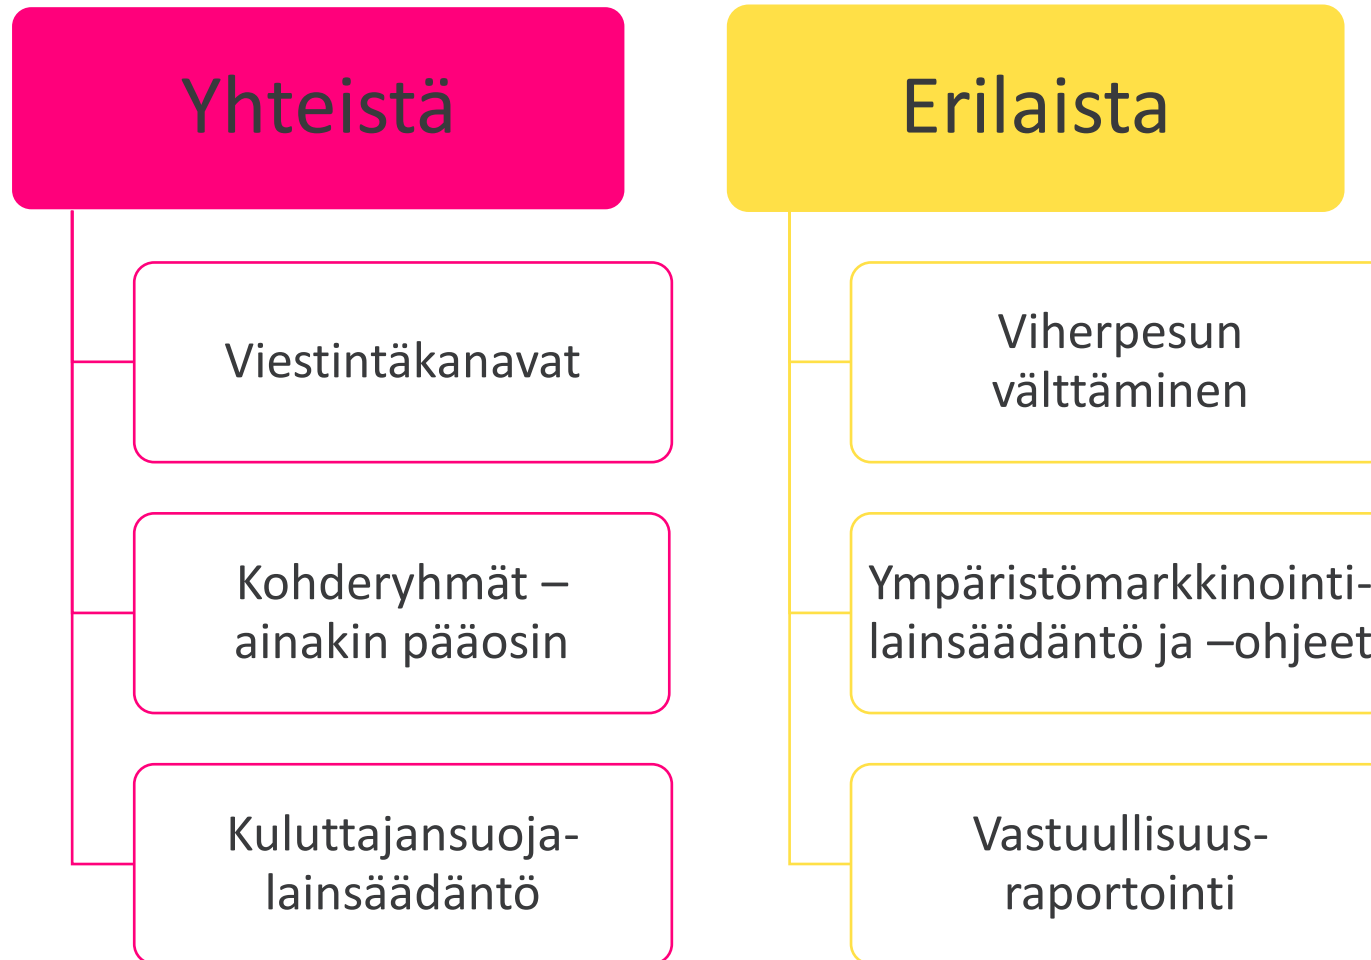 Yhteistä
Viestintäkanavat
Kohderyhmät –
ainakin pääosin
Kuluttajansuoja-
lainsäädäntö
Erilaista
Viherpesun
välttäminen
Ympäristömarkkinointi-
lainsäädäntö ja –ohjeet
Vastuullisuus-
raportointi